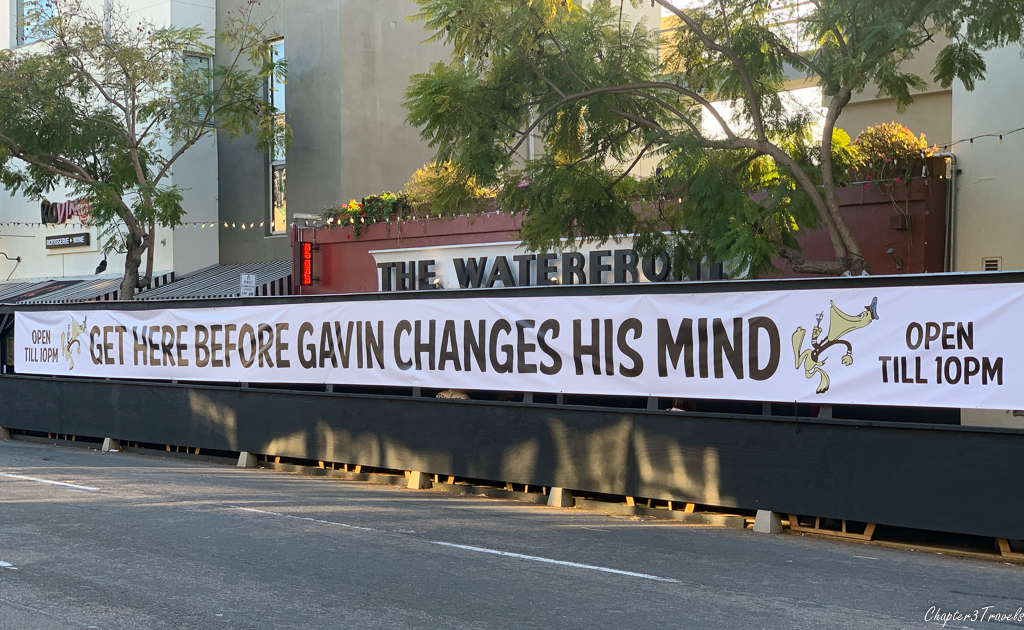 ROTISSERIE + WINE
THE WATERFRONT
OPEN
TILL 10PM
GET HERE BEFORE GAVIN CHANGES HIS MIND
OPEN
TILL 10PM
Chapter3Travels